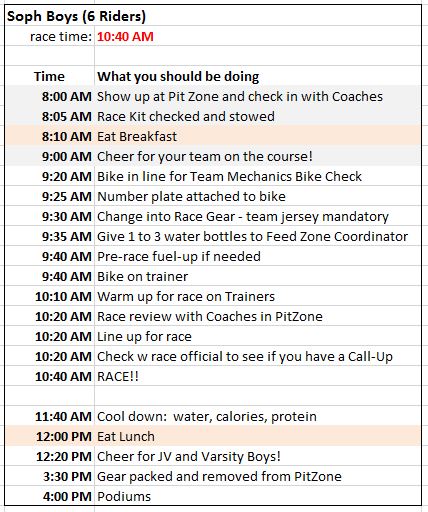 Soph Boys (6 Riders)
race time: 10:40 AM
Time What you should be doing
8:00 AM Show up at Pit Zone and check in with Coaches
8:05 AM Race Kit checked and stowed
8:10 AM Eat Breakfast
9:00 AM Cheer for your team on the course!
9:20 AM Bike in line for Team Mechanics Bike Check
9:25 AM Number plate attached to bike
9:30 AM Change into Race Gear - team jersey mandatory
9:35 AM Give 1 to 3 water bottles to Feed Zone Coordinator
9:40 AM Pre-race fuel-up if needed
9:40 AM Bike on trainer
10:10 AM Warm up for race on Trainers
10:20 AM Race review with Coaches in PitZone
10:20 AM Line up for race
10:20 AM Check w race official to see if you have a Call-Up
10:40 AM RACE!!
11:40 AM Cool down: water, calories, protein
12:00 PM Eat Lunch
12:20 PM Cheer for JV and Varsity Boys!
3:30 PM Gear packed and removed from PitZone
4:00 PM Podiums